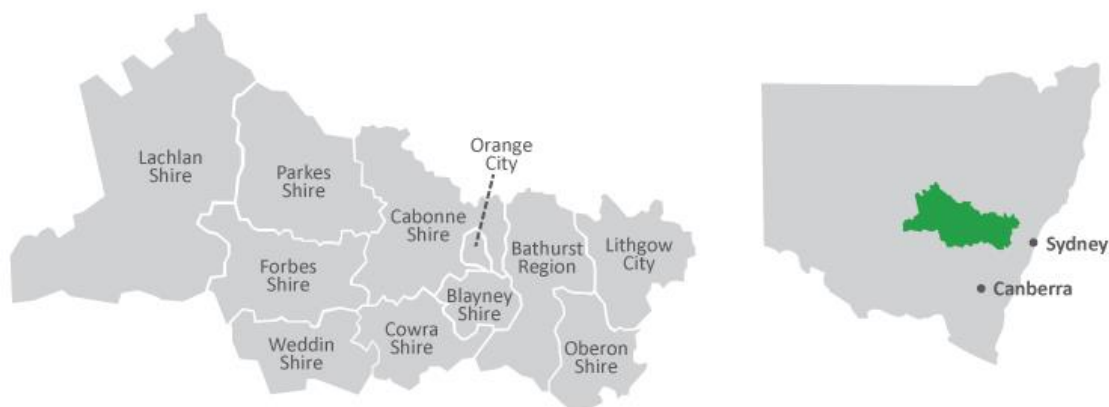 Orange
City
Lachlan
Shire
Parkes
Shire
Cabonne
Shire
Bathurst
Region
Lithgow
City
Forbes
Shire
Blayney
Shire
Weddin
Shire
Cowra
Shire
Oberon
Shire
Sydney
Canberra